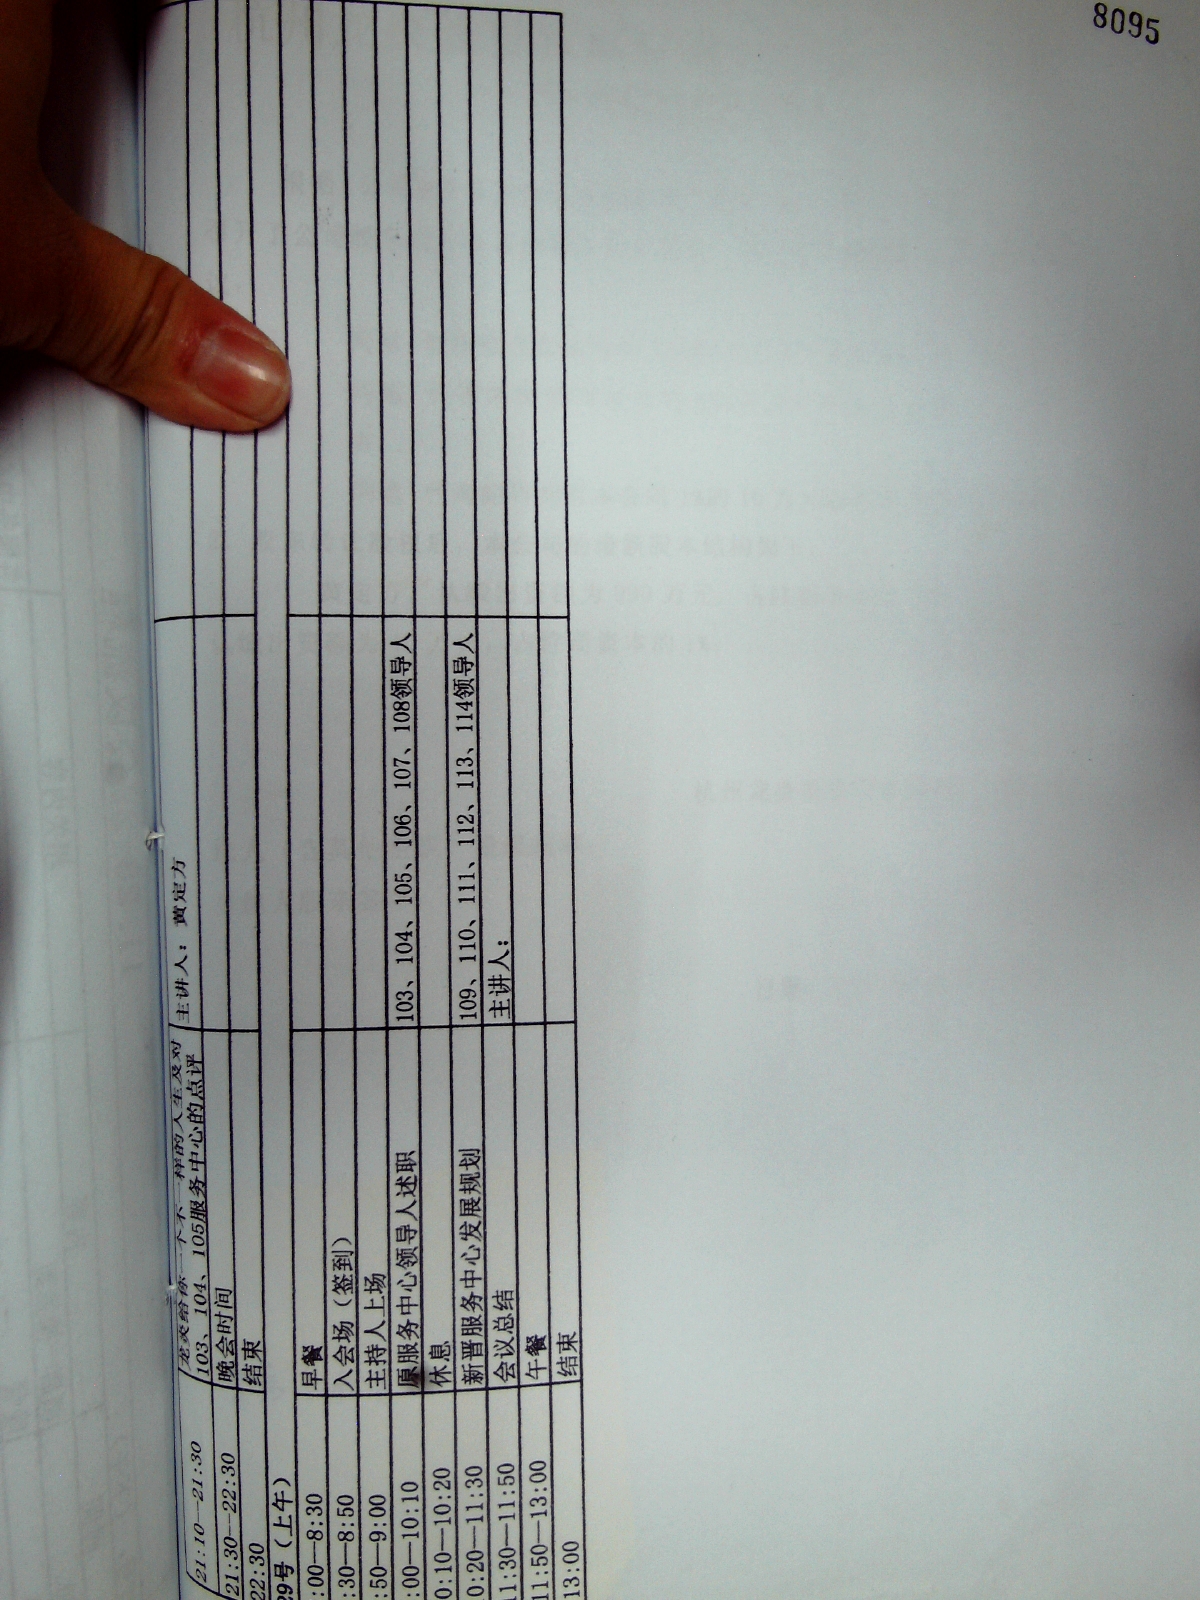 8095
21:10—21:30 龙炎给你一个不一样的人生及对 主讲人：黄定方
103、104、105服务中心的点评
21:30—22:30 晚会时间
22:30 结束
29号（上午）
:00—8:30 早餐
:30—8:50 入会场（签到）
:50—9:00 主持人上场
:00—10:10 原服务中心领导人述职 103、104、105、106、107、108领导人
0:10—10:20 休息
0:20—11:30 新晋服务中心发展规划 109、110、111、112、113、114领导人
11:30—11:50 会议总结 主讲人：
11:50—13:00 午餐
13:00 结束